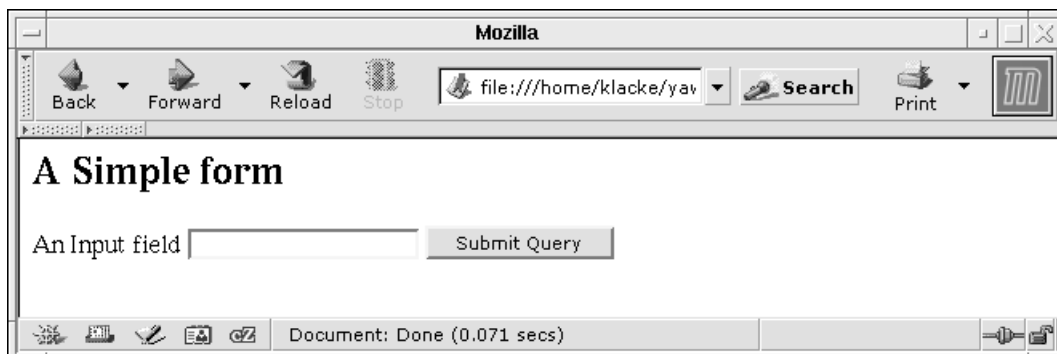 Mozilla
Back Forward Reload Stop file:///home/klacke/yav Search Print
A Simple form
An Input field Submit Query
Document: Done (0.071 secs)